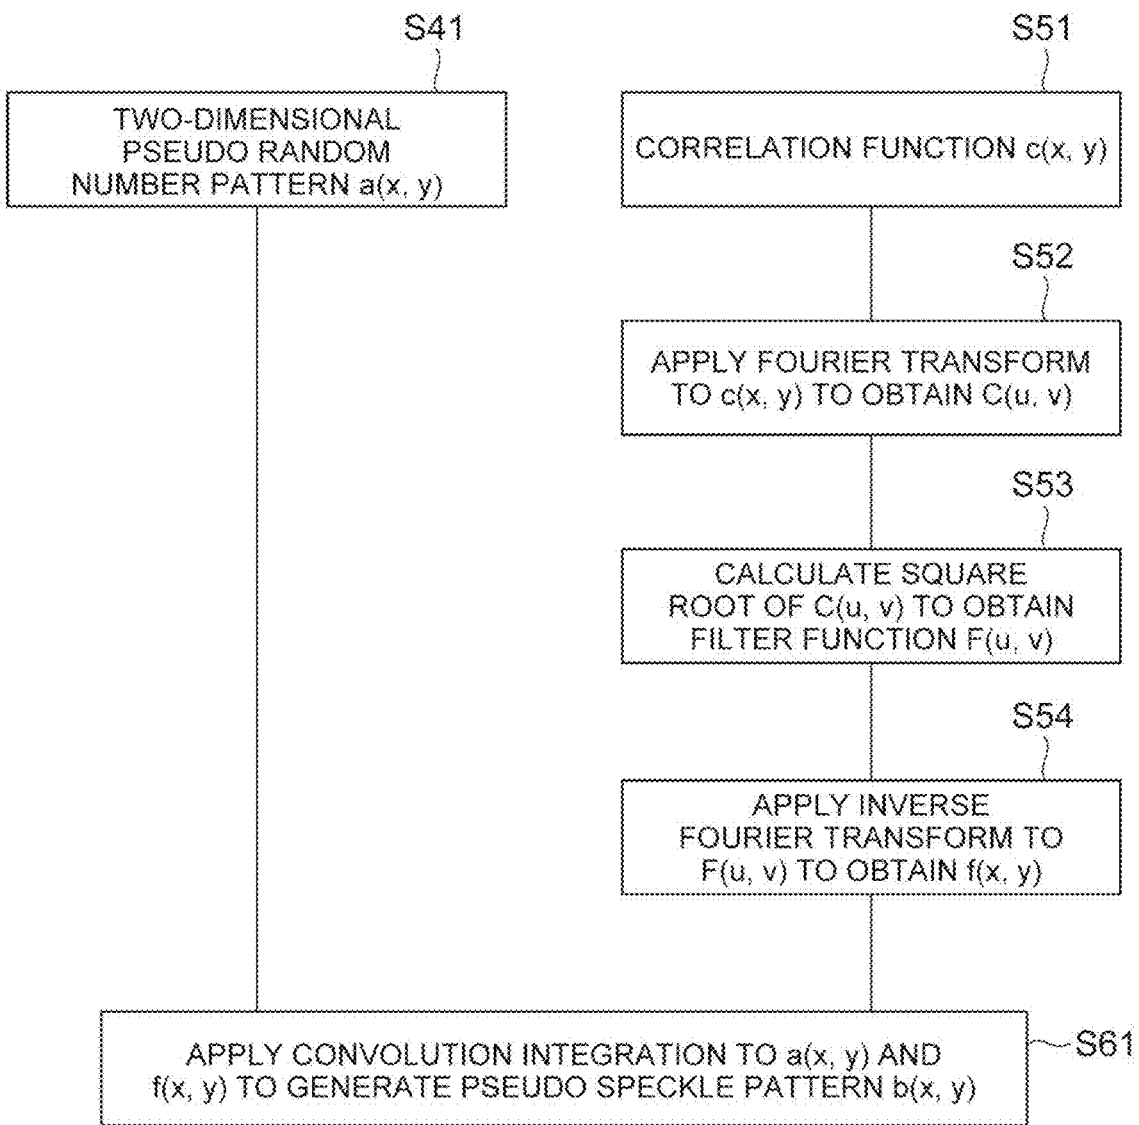 S41
TWO-DIMENSIONAL
PSEUDO RANDOM
NUMBER PATTERN a(x, y)
S51
CORRELATION FUNCTION c(x, y)
S52
APPLY FOURIER TRANSFORM
TO c(x, y) TO OBTAIN C(u, v)
S53
CALCULATE SQUARE
ROOT OF C(u, v) TO OBTAIN
FILTER FUNCTION F(u, v)
S54
APPLY INVERSE
FOURIER TRANSFORM TO
F(u, v) TO OBTAIN f(x, y)
APPLY CONVOLUTION INTEGRATION TO a(x, y) AND
f(x, y) TO GENERATE PSEUDO SPECKLE PATTERN b(x, y)
S61